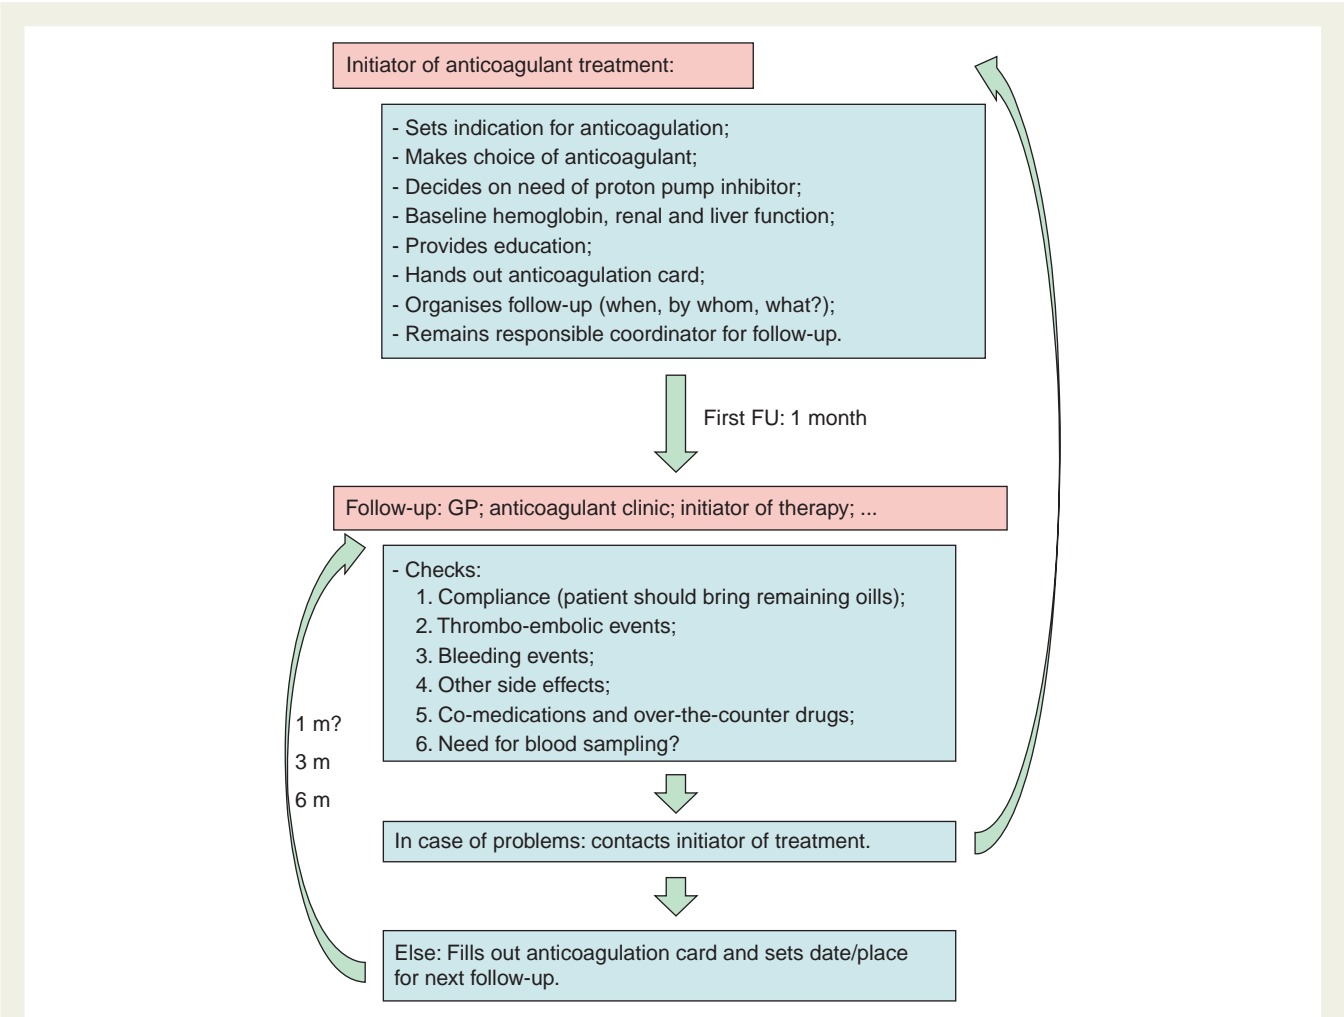 Initiator of anticoagulant treatment:
- Sets indication for anticoagulation;
- Makes choice of anticoagulant;
- Decides on need of proton pump inhibitor;
- Baseline hemoglobin, renal and liver function;
- Provides education;
- Hands out anticoagulation card;
- Organises follow-up (when, by whom, what?);
- Remains responsible coordinator for follow-up.
First FU: 1 month
Follow-up: GP; anticoagulant clinic; initiator of therapy; ...
- Checks:
1. Compliance (patient should bring remaining oills);
2. Thrombo-embolic events;
3. Bleeding events;
4. Other side effects;
5. Co-medications and over-the-counter drugs;
6. Need for blood sampling?
1 m?
3 m
6 m
In case of problems: contacts initiator of treatment.
Else: Fills out anticoagulation card and sets date/place
for next follow-up.